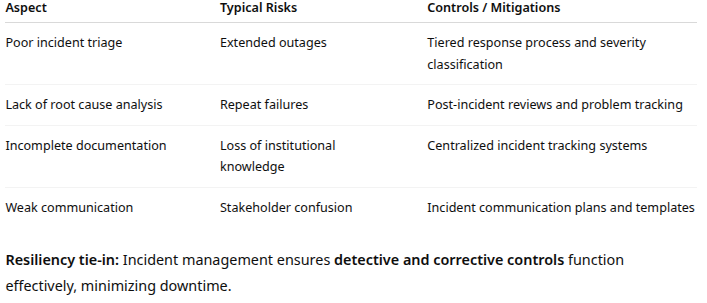 Aspect Typical Risks Controls / Mitigations
Poor incident triage Extended outages Tiered response process and severity
classification
Lack of root cause analysis Repeat failures Post-incident reviews and problem tracking
Incomplete documentation Loss of institutional Centralized incident tracking systems
knowledge
Weak communication Stakeholder confusion Incident communication plans and templates
Resiliency tie-in: Incident management ensures detective and corrective controls function
effectively, minimizing downtime.